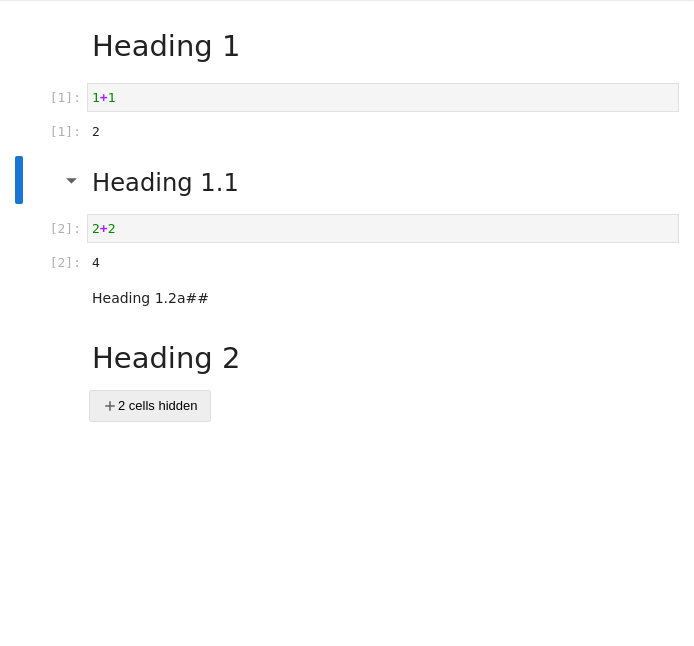 Heading 1
[1]: 1+1
[1]: 2
Heading 1.1
[2]: 2+2
[2]: 4
Heading 1.2a##
Heading 2
+ 2 cells hidden